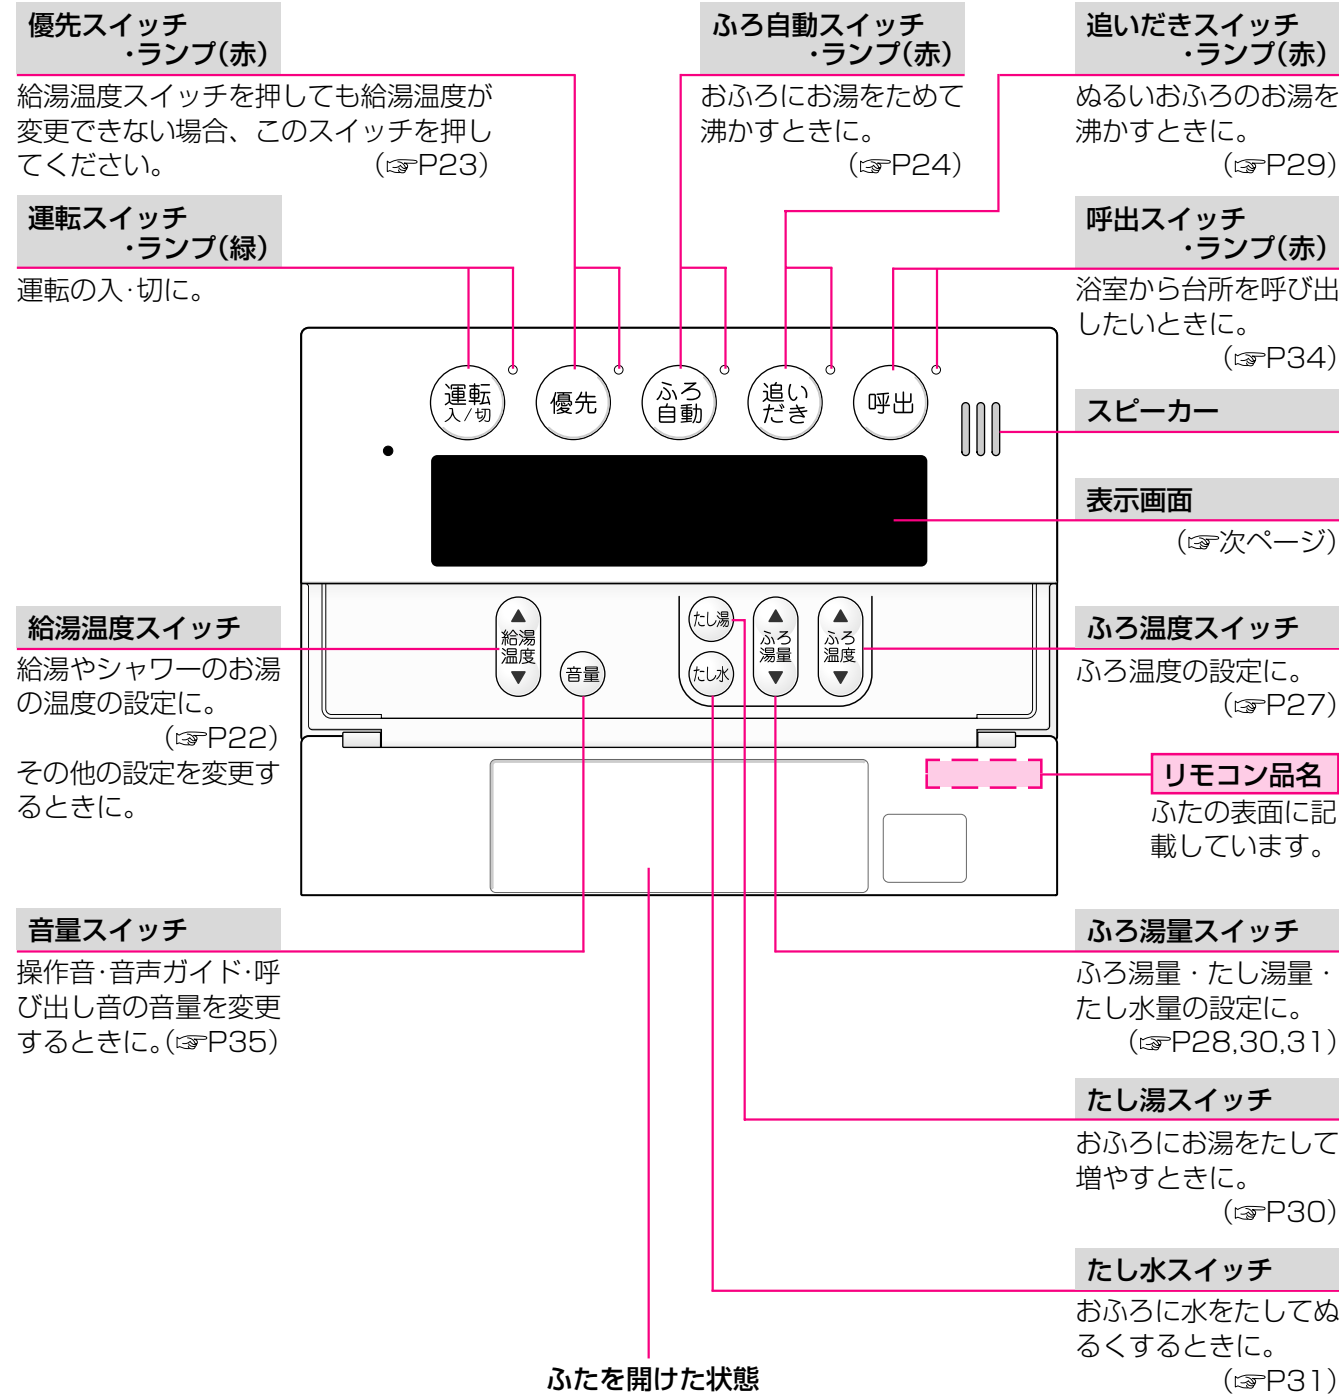 優先スイッチ
・ランプ(赤)
給湯温度スイッチを押しても給湯温度が
変更できない場合、このスイッチを押し
てください。 (☞P23)
ふろ自動スイッチ
・ランプ(赤)
おふろにお湯をためて
沸かすときに。
(☞P24)
追いだきスイッチ
・ランプ(赤)
ぬるいおふろのお湯を
沸かすときに。
(☞P29)
運転スイッチ
・ランプ(緑)
運転の入·切に。
呼出スイッチ
・ランプ(赤)
浴室から台所を呼び出
したいときに。
(☞P34)
スピーカー
表示画面
(☞次ページ)
運転
入/切
優先
ふろ
自動
追い
だき
呼出
給湯温度スイッチ
給湯やシャワーのお湯
の温度の設定に。
(☞P22)
その他の設定を変更す
るときに。
▲
給湯
温度
▼
音量
たし湯
たし水
▲
ふろ
湯量
▼
▲
ふろ
温度
▼
ふろ温度スイッチ
ふろ温度の設定に。
(☞P27)
リモコン品名
ふたの表面に記
載しています。
音量スイッチ
操作音·音声ガイド·呼
び出し音の音量を変更
するときに。(☞P35)
ふろ湯量スイッチ
ふろ湯量・たし湯量・
たし水量の設定に。
(☞P28,30,31)
たし湯スイッチ
おふろにお湯をたして
増やすときに。
(☞P30)
たし水スイッチ
おふろに水をたしてぬ
るくするときに。
(☞P31)
ふたを開けた状態